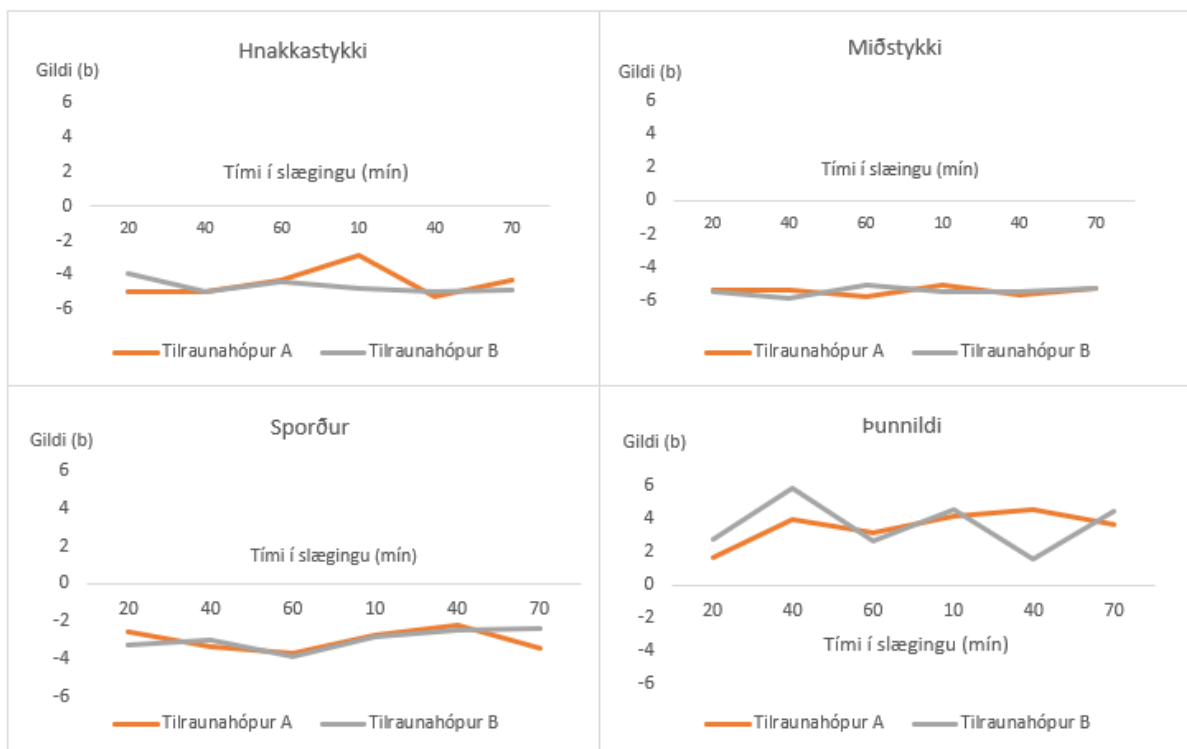 Hnakkastykki
Gildi (b)
6
4
2
Tími í slægingu (mín)
0
20 40 60 10 40 70
-2
-4
-6
Tilraunahópur A Tilraunahópur B
Miðstykki
Gildi (b)
6
4
2
Tími í slæingu (mín)
0
20 40 60 10 40 70
-2
-4
-6
Tilraunahópur A Tilraunahópur B
Sporður
Gildi (b)
6
4
2
Tími í slægingu (mín)
0
20 40 60 10 40 70
-2
-4
-6
Tilraunahópur A Tilraunahópur B
Þunnildi
Gildi (b)
6
4
2
0
20 40 60 10 40 70
-2
Tími í slægingu (mín)
-4
-6
Tilraunahópur A Tilraunahópur B